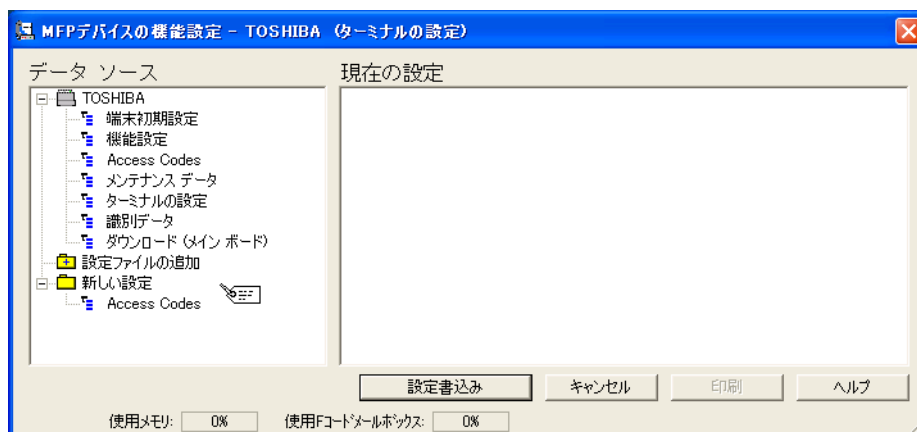 MFPデバイスの機能設定 - TOSHIBA (ターミナルの設定)
データ ソース
現在の設定
TOSHIBA
端末初期設定
機能設定
Access Codes
メンテナンス データ
ターミナルの設定
識別データ
ダウンロード (メイン ボード)
設定ファイルの追加
新しい設定
Access Codes
設定書込み
キャンセル
印刷
ヘルプ
使用メモリ: 0% 使用Fコードメールボックス: 0%